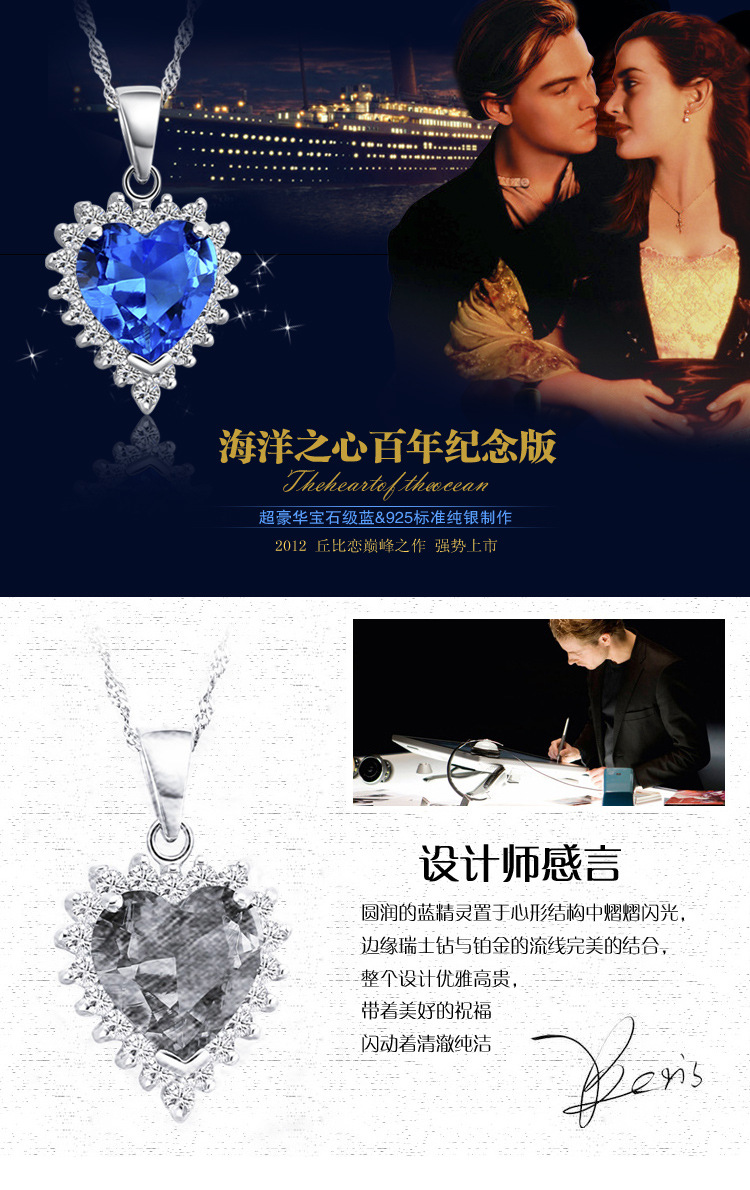 海洋之心百年纪念版
Theheartof theocean
超豪华宝石级蓝&925标准纯银制作
2012 丘比恋巅峰之作 强势上市
设计师感言
圆润的蓝精灵置于心形结构中熠熠闪光，
边缘瑞士钻与铂金的流线完美的结合，
整个设计优雅高贵，
带着美好的祝福
闪动着清澈纯洁